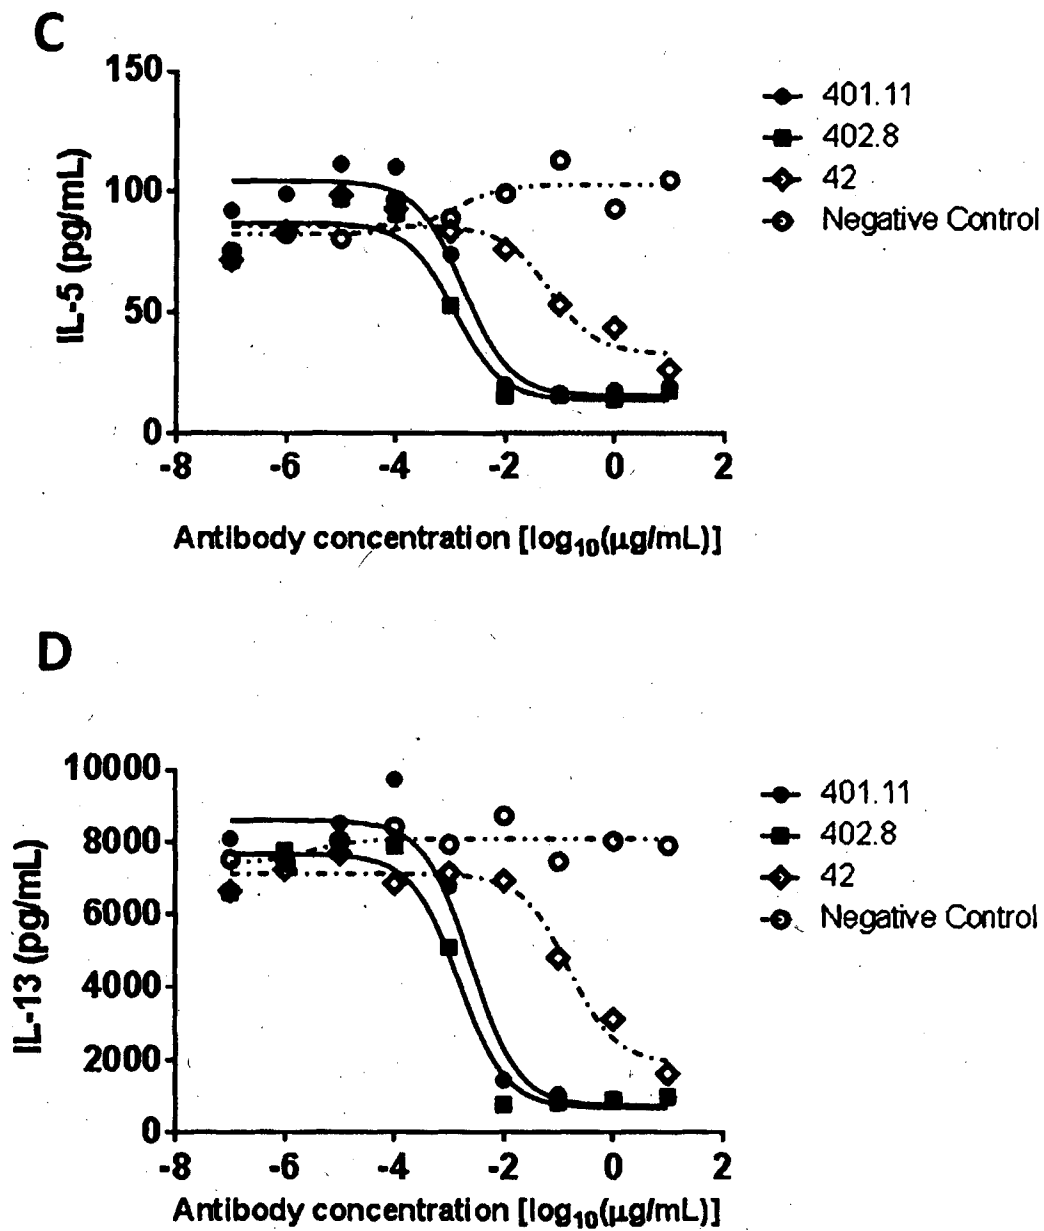 C
150
100
50
0
IL-5 (pg/mL)
-8 -6 -4 -2 0 2
Antibody concentration [log10(µg/mL)]
401.11
402.8
42
Negative Control
D
10000
8000
6000
4000
2000
0
IL-13 (pg/mL)
-8 -6 -4 -2 0 2
Antibody concentration [log10(µg/mL)]
401.11
402.8
42
Negative Control